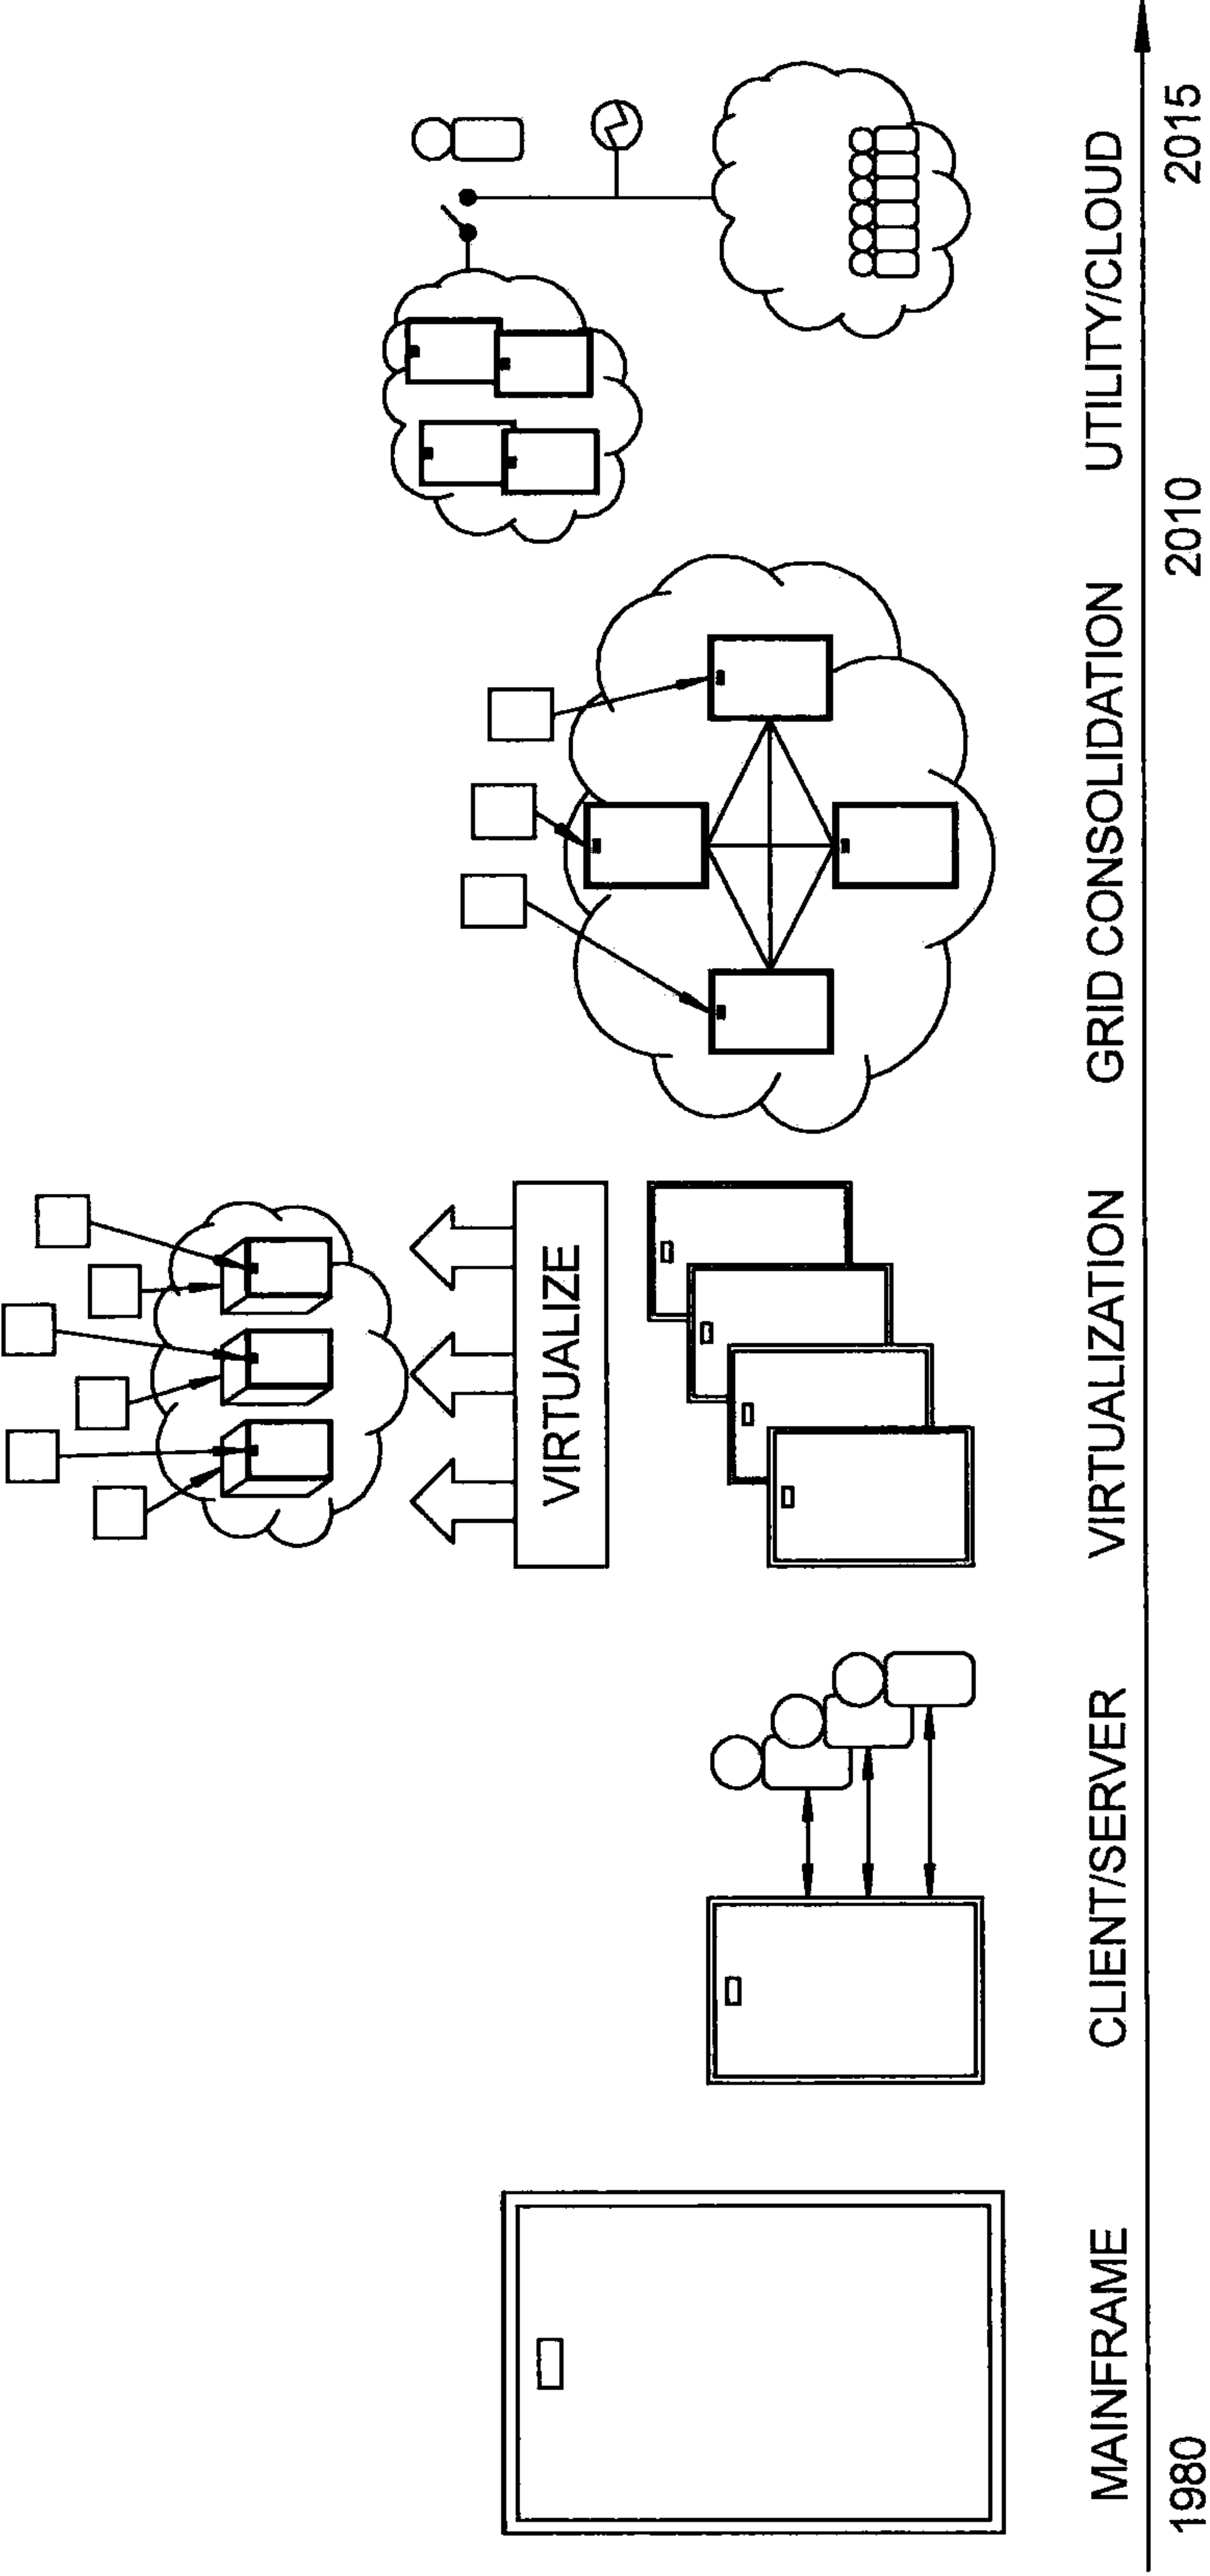 VIRTUALIZE
MAINFRAME CLIENT/SERVER VIRTUALIZATION GRID CONSOLIDATION UTILITY/CLOUD
1980 2010 2015